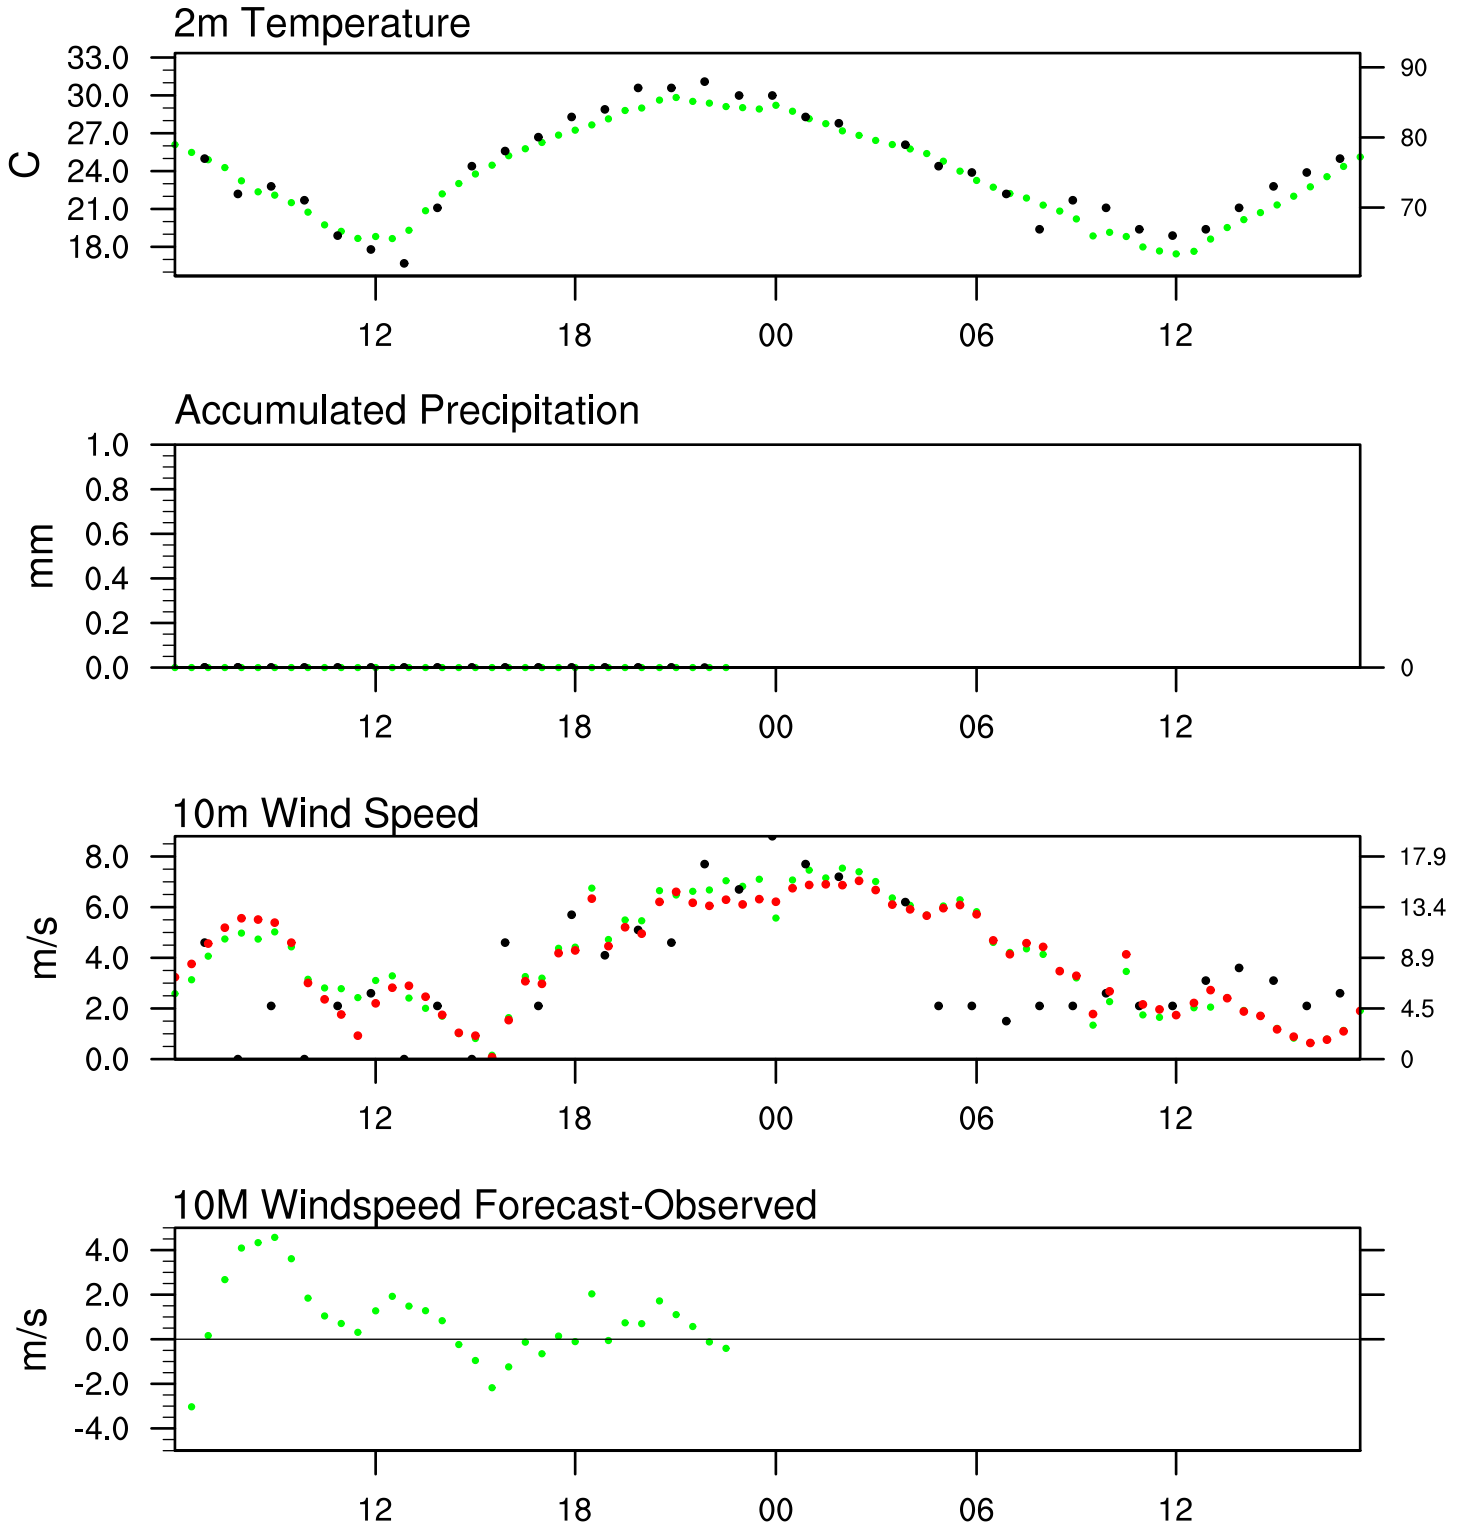 2m Temperature
33.0
30.0
27.0
24.0
21.0
18.0
C
90
80
70
12 18 00 06 12
Accumulated Precipitation
1.0
0.8
0.6
0.4
0.2
0.0
mm
0
12 18 00 06 12
10m Wind Speed
8.0
6.0
4.0
2.0
0.0
m/s
17.9
13.4
8.9
4.5
0
12 18 00 06 12
10M Windspeed Forecast-Observed
4.0
2.0
0.0
-2.0
-4.0
m/s
12 18 00 06 12